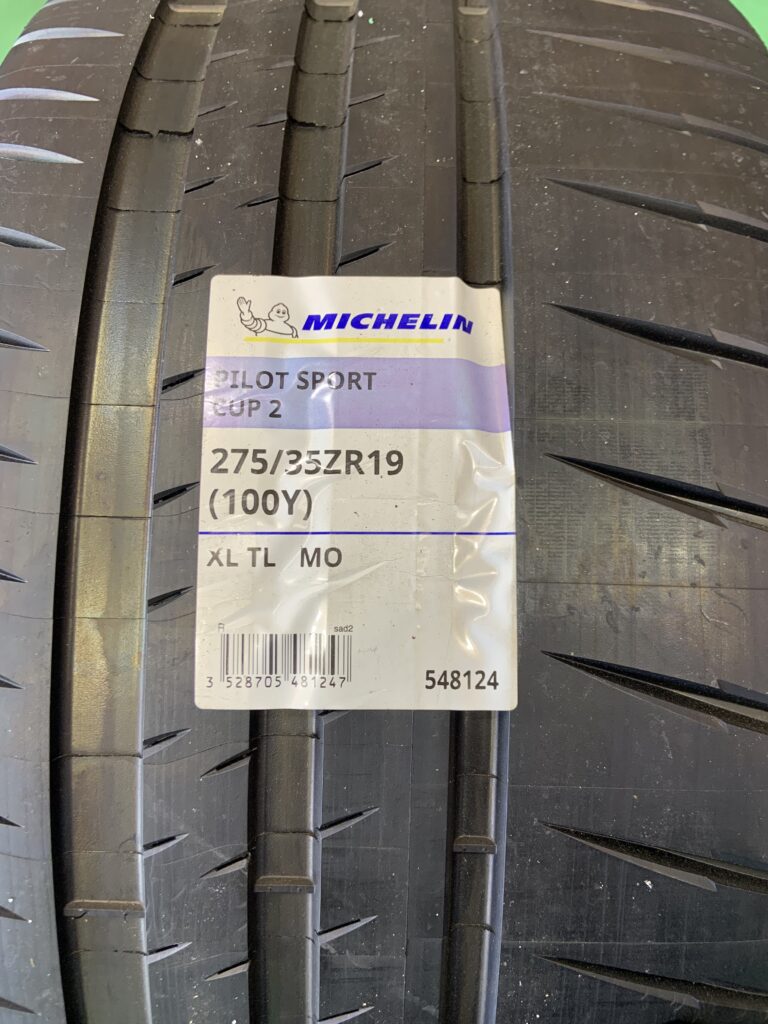 MICHELIN
PILOT SPORT
CUP 2
275/35ZR19
(100Y)
XL TL MO
R sad2
3 528705 481247
548124